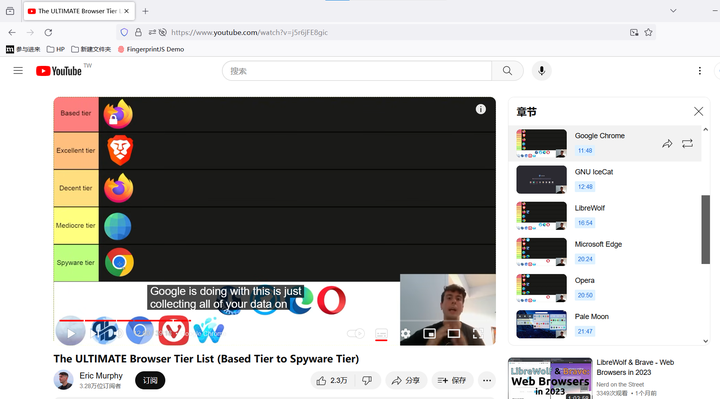 The ULTIMATE Browser Tier L
https://www.youtube.com/watch?v=j5r6jFE8gic
参与进来
HP
新建文件夹
FingerprintJS Demo
YouTube TW
搜索
Based tier
Excellent tier
Decent tier
Mediocre tier
Spyware tier
Google is doing with this is just
collecting all of your data on
The ULTIMATE Browser Tier List (Based Tier to Spyware Tier)
Eric Murphy
3.28万位订阅者
订阅
2.3万
分享
保存
章节
Google Chrome
11:48
GNU IceCat
12:48
LibreWolf
16:54
Microsoft Edge
20:24
Opera
20:50
Pale Moon
21:47
LibreWolf & Brave
Web Browsers
in 2023
1:03:58
LibreWolf & Brave - Web
Browsers in 2023
Nerd on the Street
3349次观看 • 1个月前